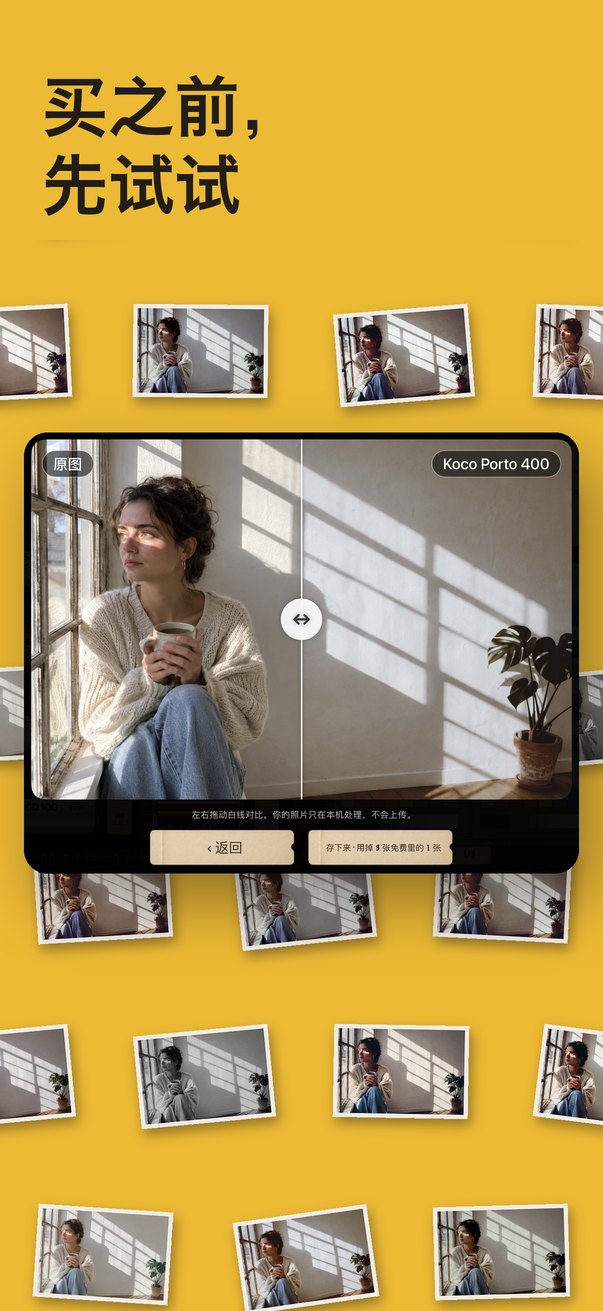 买之前，
先试试
原图
Koco Porto 400
左右拖动白线对比。你的照片只在本机处理，不会上传。
‹ 返回
存下来 · 用掉 3 张免费里的 1 张